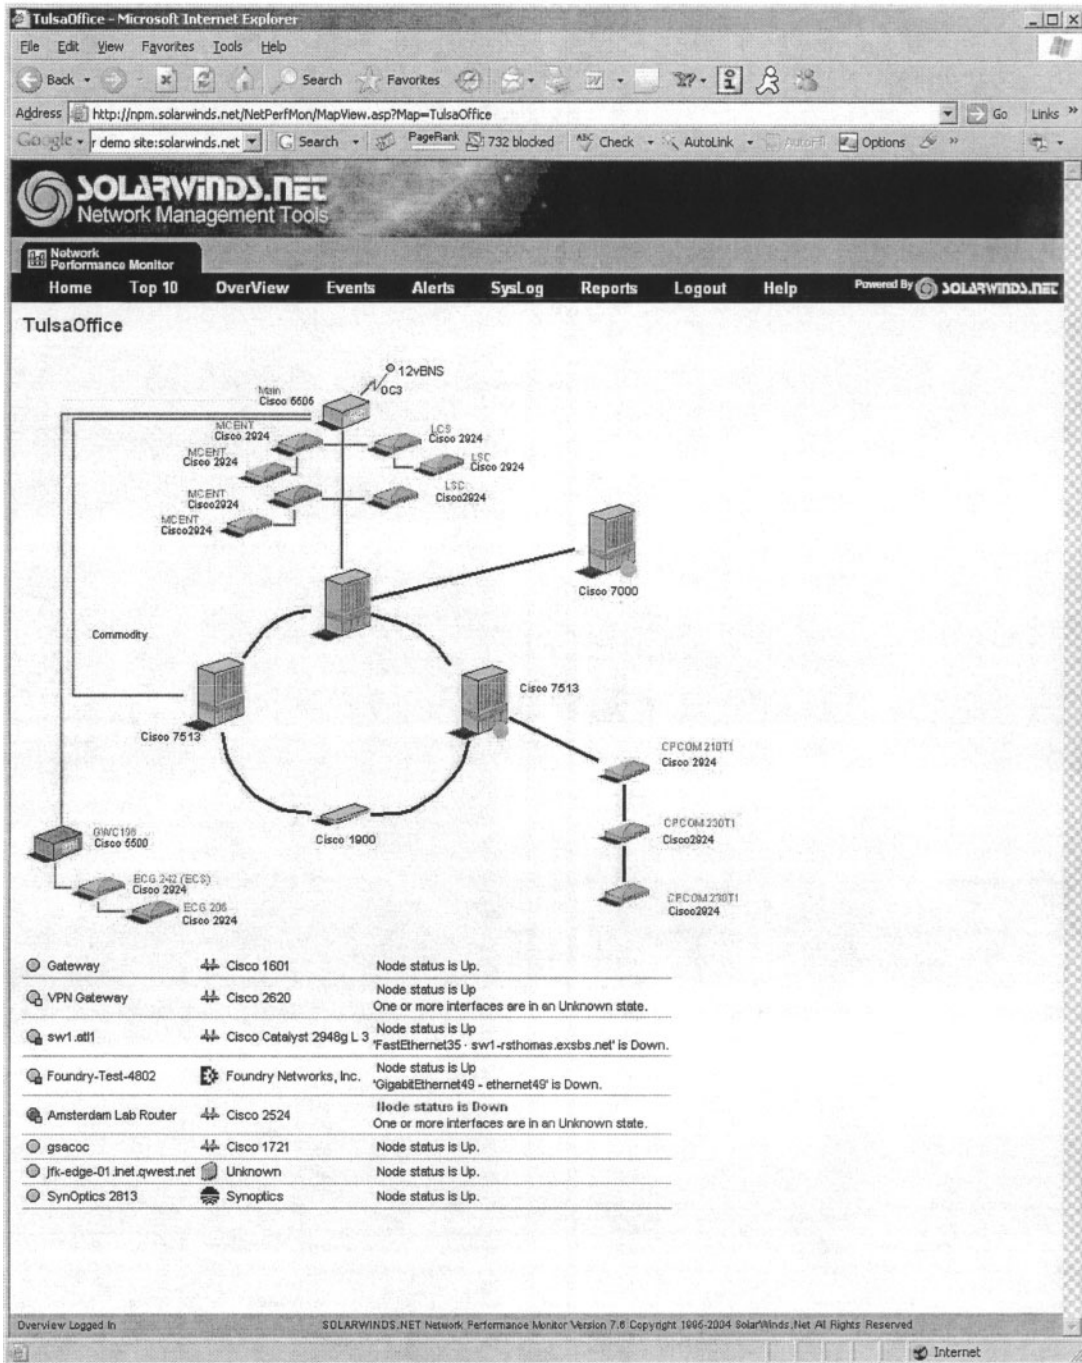 TulsaOffice - Microsoft Internet Explorer
File Edit View Favorites Tools Help
Back Search Favorites
Address http://npm.solarwinds.net/NetPerfMon/MapView.asp?Map=TulsaOffice Go Links »
Google r demo site:solarwinds.net Search PageRank 732 blocked ABC Check AutoLink AutoFill Options »
SOLARWINDS.NET
Network Management Tools
Network
Performance Monitor
Home Top 10 OverView Events Alerts SysLog Reports Logout Help Powered By SOLARWINDS.NET
TulsaOffice
12vBNS
OC3
Main
Cisco 6506
MCENT
Cisco 2924
LCS
Cisco 2924
MCENT
Cisco 2924
LSC
Cisco 2924
MCENT
Cisco2924
LSC
Cisco2924
MCENT
Cisco2924
Cisco 7000
Commodity
Cisco 7513
Cisco 7513
CPCOM 210T1
Cisco 2924
CPCOM 230T1
Cisco2924
CPCOM 230T1
Cisco2924
Cisco 1900
GWC198
Cisco 5500
ECG 242 (ECS)
Cisco 2924
ECG 206
Cisco 2924
Gateway Cisco 1601 Node status is Up.
VPN Gateway Cisco 2620 Node status is Up
One or more interfaces are in an Unknown state.
sw1.atl1 Cisco Catalyst 2948g L 3 Node status is Up
'FastEthernet35 · sw1-rsthomas.exsbs.net' is Down.
Foundry-Test-4802 Foundry Networks, Inc. Node status is Up
'GigabitEthernet49 - ethernet49' is Down.
Amsterdam Lab Router Cisco 2524 Node status is Down
One or more interfaces are in an Unknown state.
gsacoc Cisco 1721 Node status is Up.
jfk-edge-01.inet.qwest.net Unknown Node status is Up.
SynOptics 2813 Synoptics Node status is Up.
Overview Logged In SOLARWINDS.NET Network Performance Monitor Version 7.6 Copyright 1995-2004 SolarWinds.Net All Rights Reserved
Internet